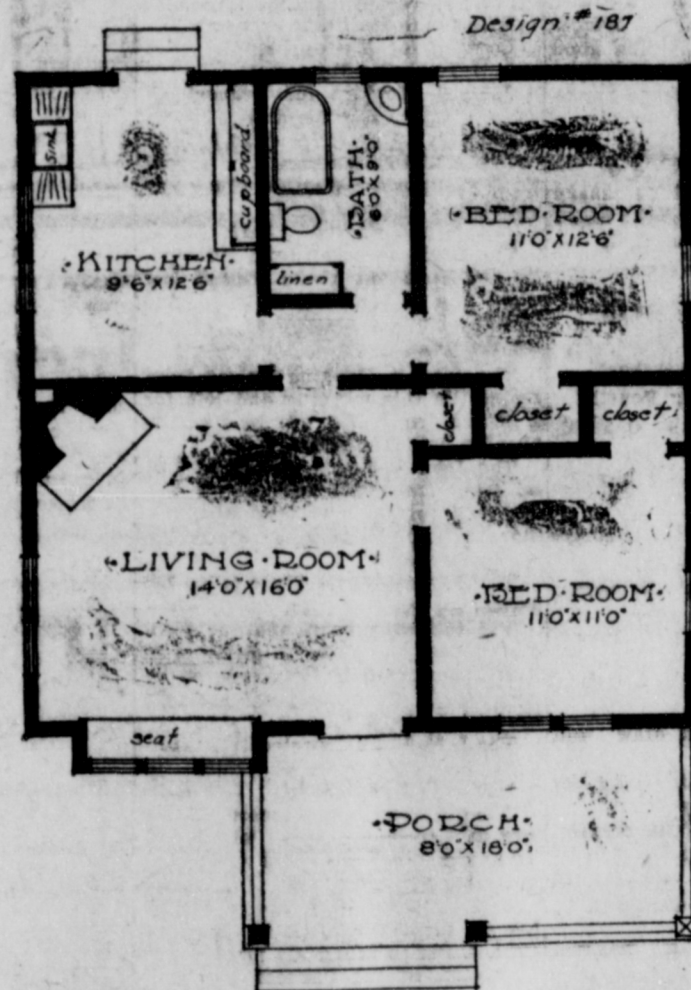 Design #187
Sink
cupboard
·KITCHEN·
9'6"X12'6"
·BATH·
6'0X9'0"
linen
·BED·ROOM·
11'0"X12'6"
closet
closet
closet
·LIVING·ROOM·
14'0"X16'0"
·BED·ROOM·
11'0"X11'0"
seat
·PORCH·
8'0"X18'0"